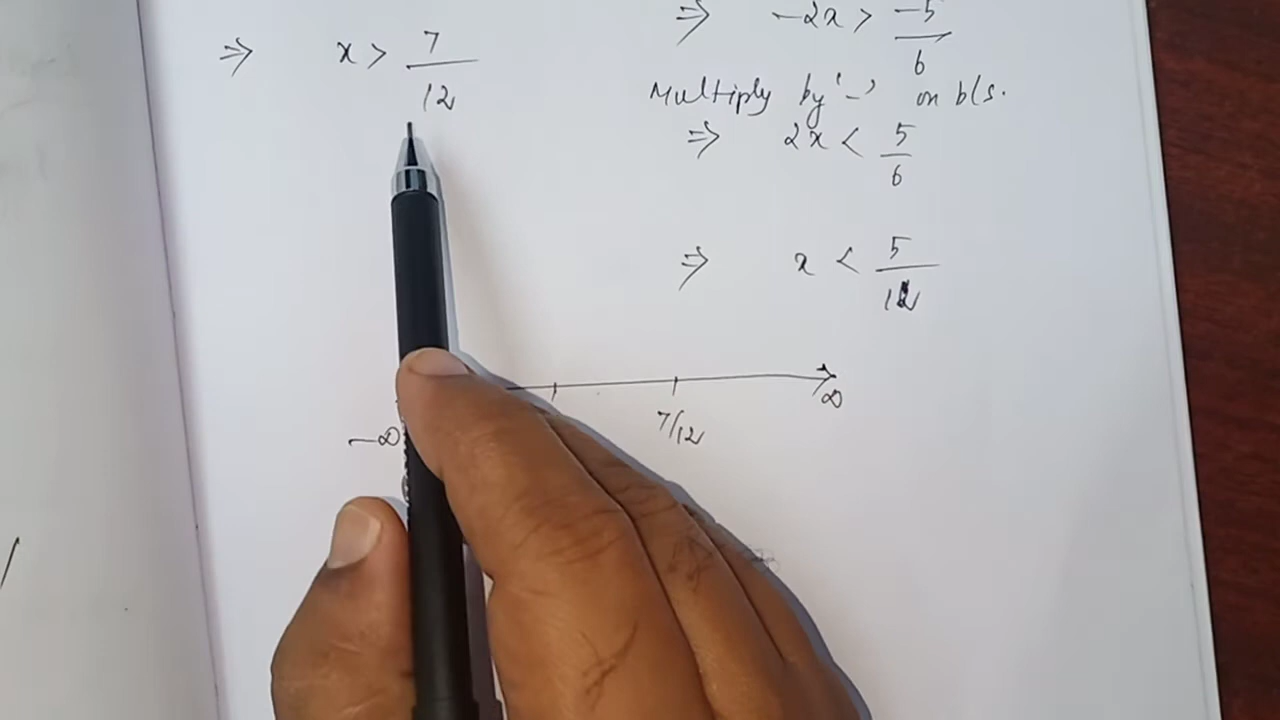 ⇒ x > 7/12
⇒ -2x > -5/6
Multiply by '-' on b/s.
⇒ 2x < 5/6
⇒ x < 5/12
-∞ 7/12 ∞